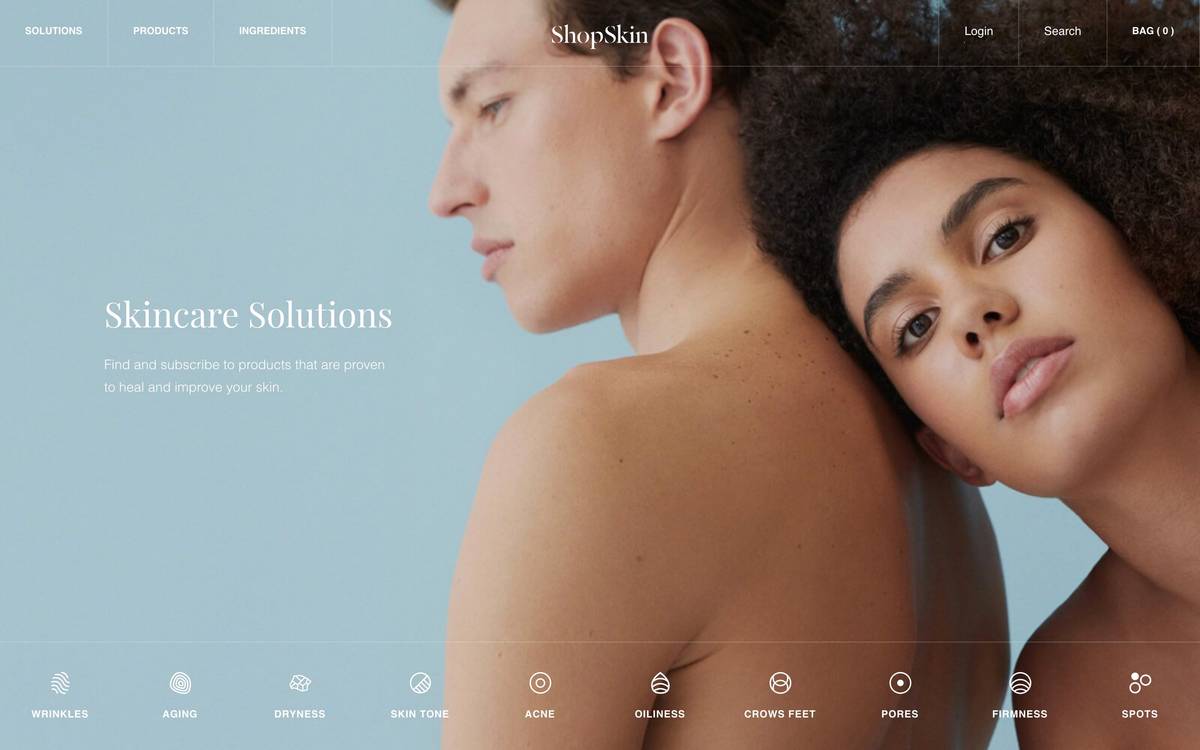 SOLUTIONS
PRODUCTS
INGREDIENTS
ShopSkin
Login
Search
BAG ( 0 )
Skincare Solutions
Find and subscribe to products that are proven
to heal and improve your skin.
WRINKLES
AGING
DRYNESS
SKIN TONE
ACNE
OILINESS
CROWS FEET
PORES
FIRMNESS
SPOTS